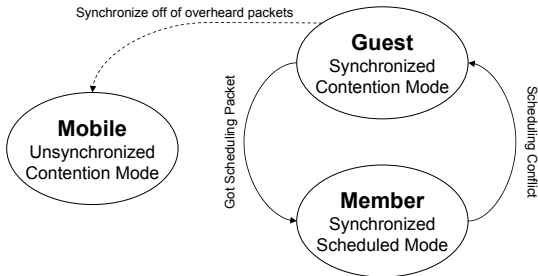 Synchronize off of overheard packets
Guest
Synchronized
Contention Mode
Mobile
Unsynchronized
Contention Mode
Got Scheduling Packet
Scheduling Conflict
Member
Synchronized
Scheduled Mode